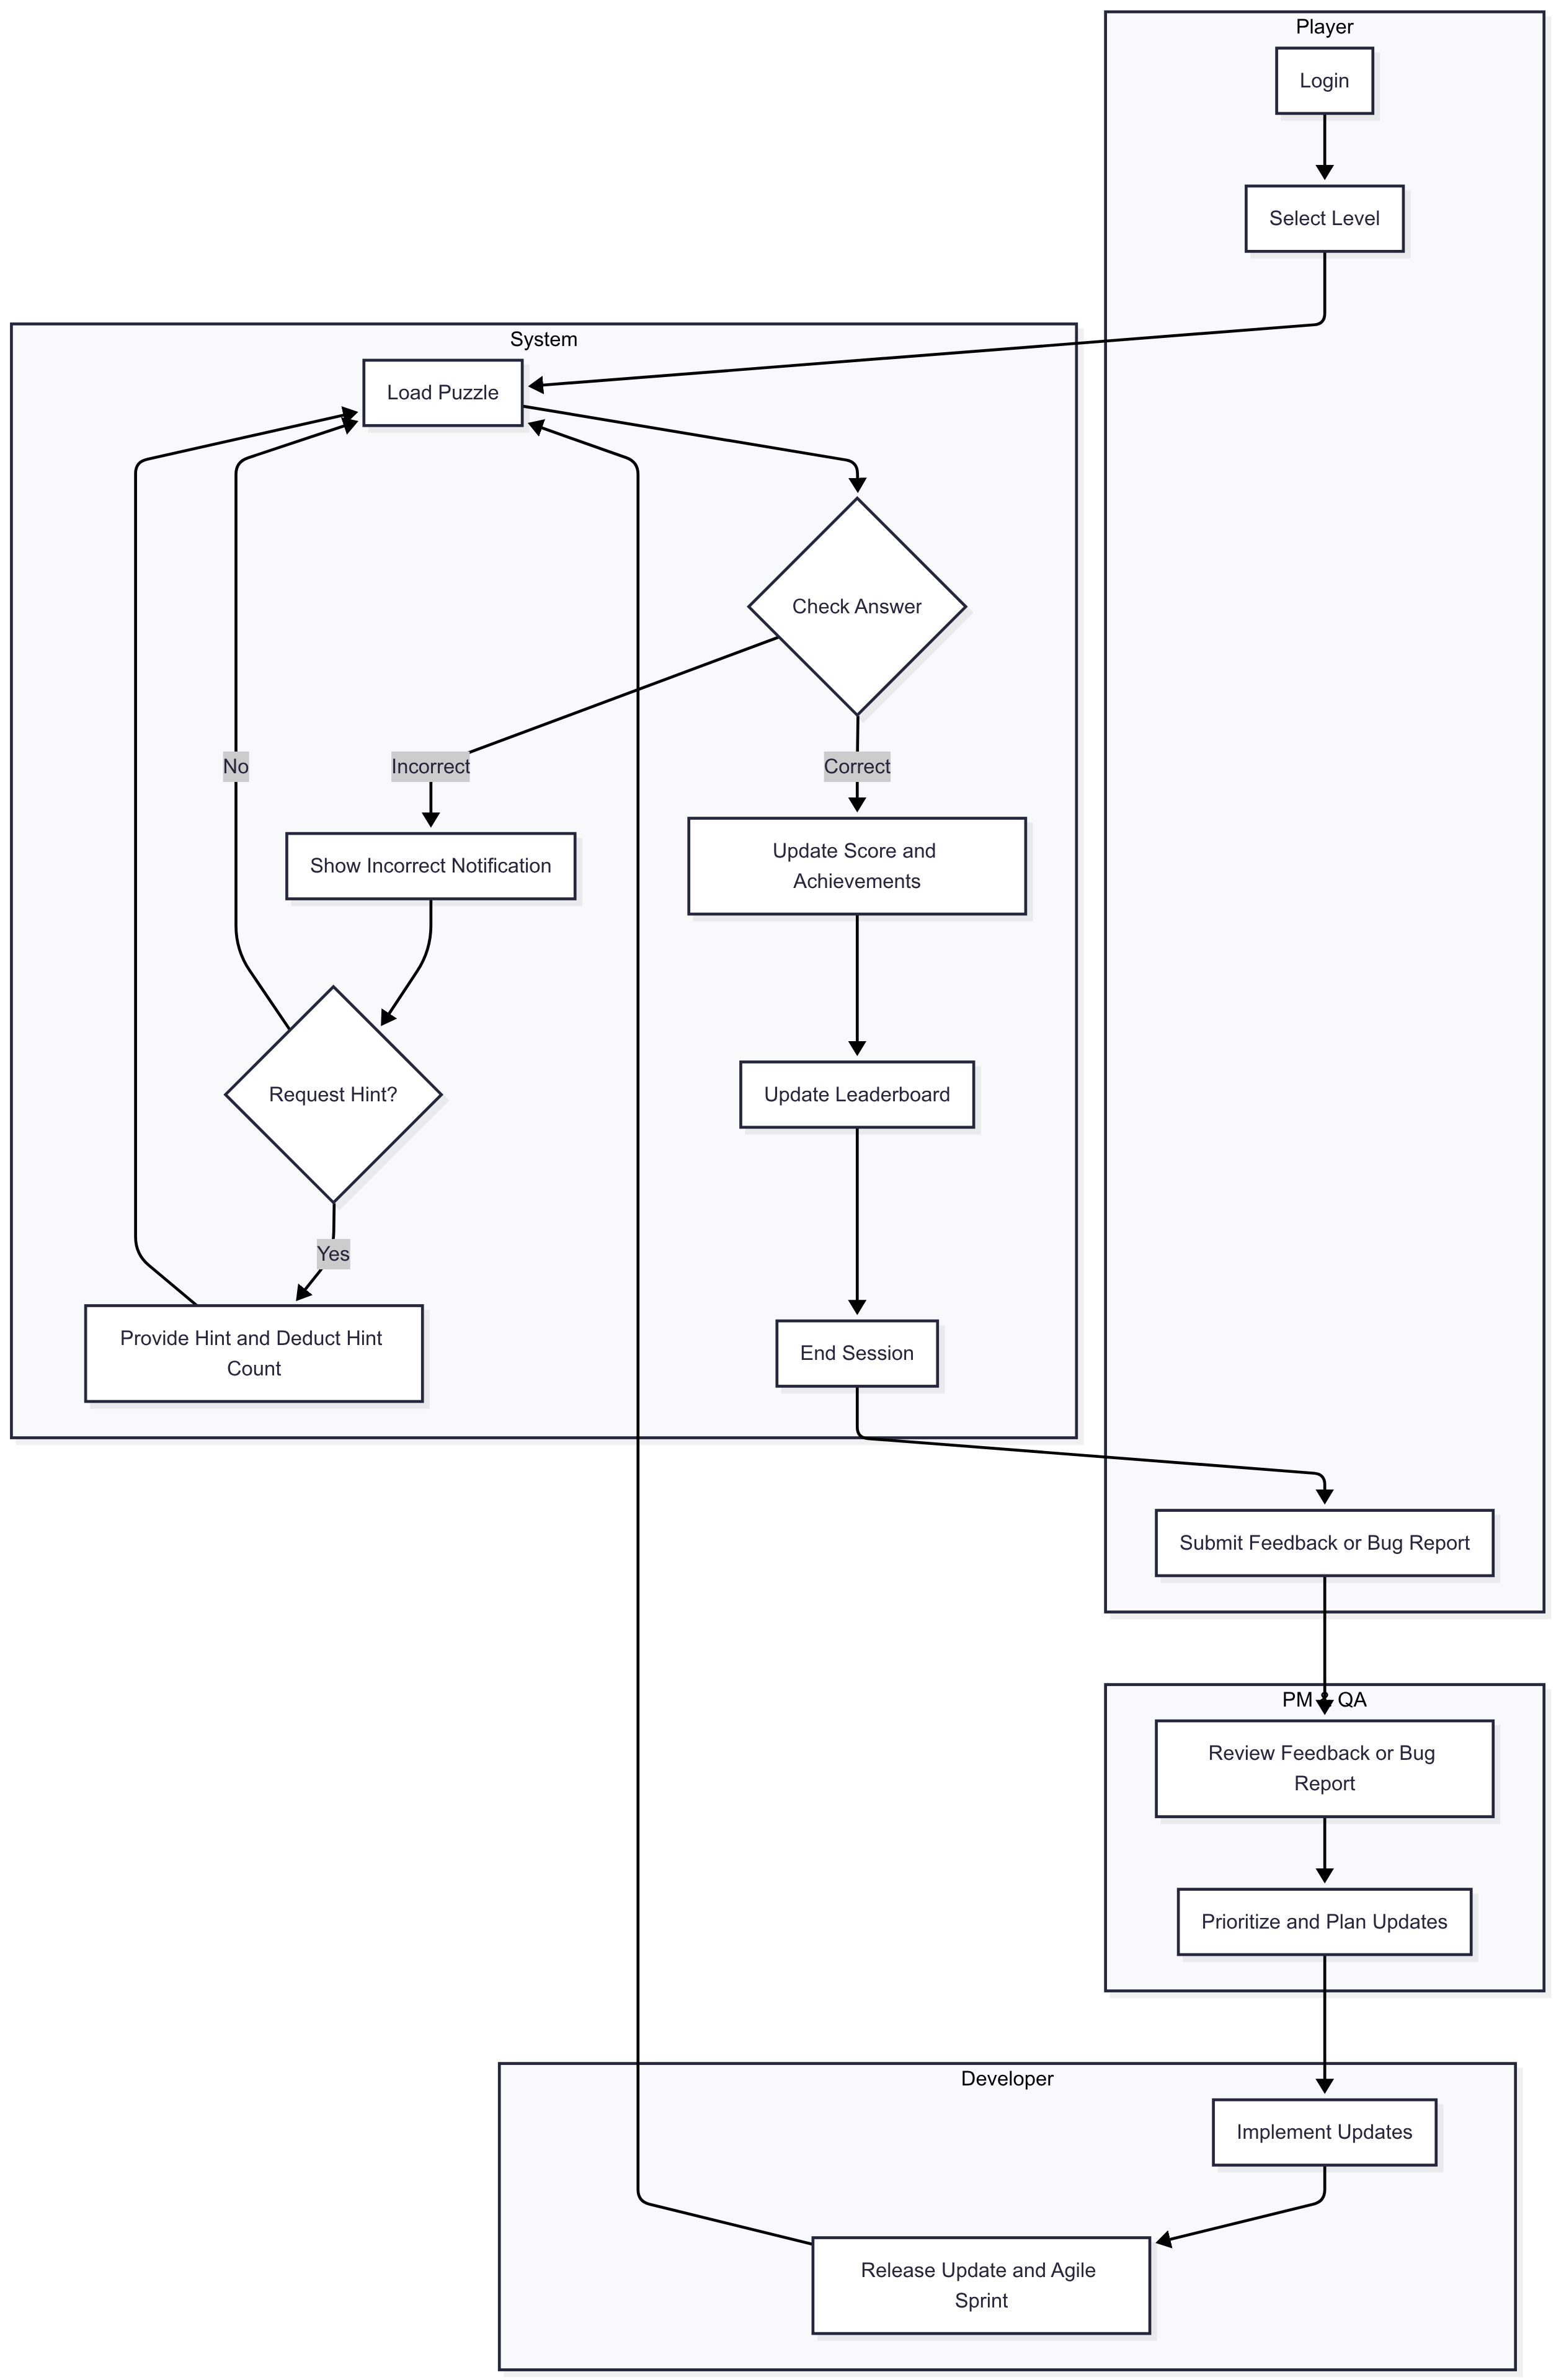 Player
Login
Select Level
System
Load Puzzle
Check Answer
No
Incorrect
Correct
Show Incorrect Notification
Update Score and
Achievements
Request Hint?
Update Leaderboard
Yes
Provide Hint and Deduct Hint
Count
End Session
Submit Feedback or Bug Report
PM QA
Review Feedback or Bug
Report
Prioritize and Plan Updates
Developer
Implement Updates
Release Update and Agile
Sprint